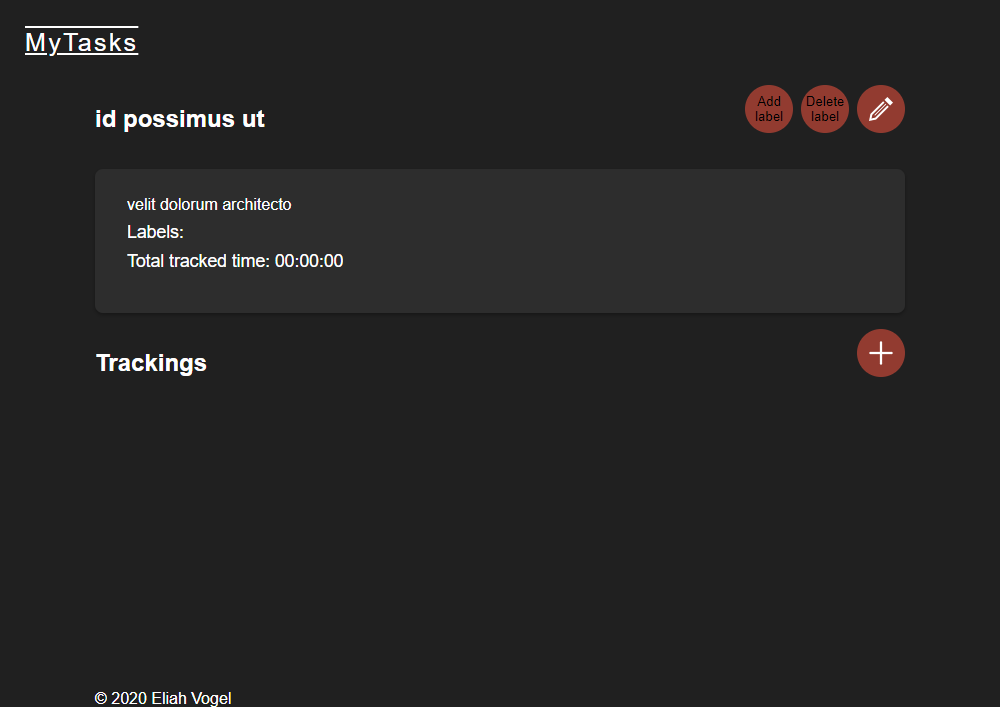 MyTasks
id possimus ut
Add
label
Delete
label
velit dolorum architecto
Labels:
Total tracked time: 00:00:00
Trackings
© 2020 Eliah Vogel